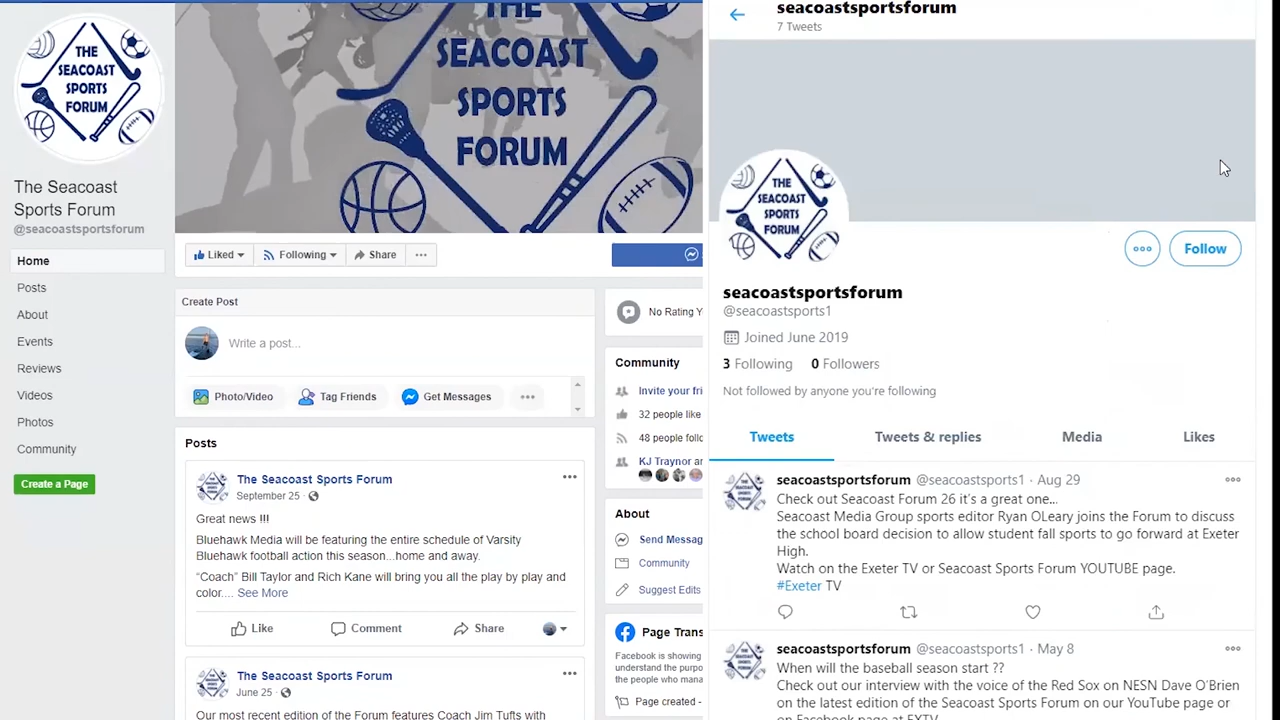 THE
SEACOAST
SPORTS
FORUM
The Seacoast
Sports Forum
@seacoastsports
Home
Posts
About
Events
Reviews
Videos
Photos
Community
Create a Page
THE
SEACOAST
SPORTS
FORUM
Liked
Following
Share
Create Post
Write a post...
Photo/Video
Tag Friends
Get Messages
Posts
The Seacoast Sports Forum
September 25 ·
Great news !!!
Bluehawk Media will be featuring the entire schedule of Varsity
Bluehawk football action this season...home and away.
“Coach” Bill Taylor and Rich Kane will bring you all the play by play and
color.... See More
Like
Comment
Share
The Seacoast Sports Forum
June 25 ·
Our most recent edition of the Forum features Coach Jim Tufts with
No Rating Y
Community
Invite your fri
32 people like
48 people follo
KJ Traynor an
About
Send Messag
Community
Suggest Edits
Page Trans
Facebook is showing
understand the purpo
the people who mana
Page created -
seacoastsportsforum
7 Tweets
THE
SEACOAST
SPORTS
FORUM
Follow
seacoastsportsforum
@seacoastsports1
Joined June 2019
3 Following 0 Followers
Not followed by anyone you're following
Tweets
Tweets & replies
Media
Likes
seacoastsportsforum @seacoastsports1 · Aug 29
Check out Seacoast Forum 26 it's a great one...
Seacoast Media Group sports editor Ryan OLeary joins the Forum to discuss
the school board decision to allow student fall sports to go forward at Exeter
High.
Watch on the Exeter TV or Seacoast Sports Forum YOUTUBE page.
#Exeter TV
seacoastsportsforum @seacoastsports1 · May 8
When will the baseball season start ??
Check out our interview with the voice of the Red Sox on NESN Dave O'Brien
on the latest edition of the Seacoast Sports Forum on our YouTube page or
on Facebook page at EXTV